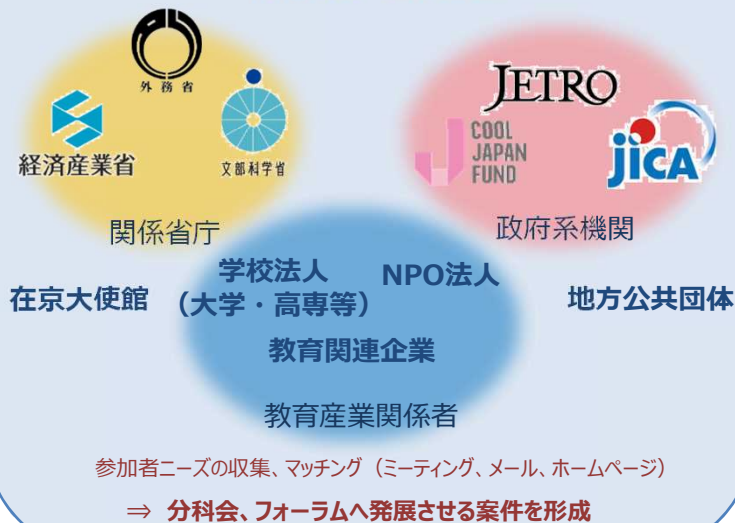 外務省
JETRO
経済産業省
文部科学省
COOL
JAPAN
FUND
jICA
関係省庁
政府系機関
学校法人
(大学・高専等)
NPO法人
在京大使館
地方公共団体
教育関連企業
教育産業関係者
参加者ニーズの収集、マッチング（ミーティング、メール、ホームページ）
⇒ 分科会、フォーラムへ発展させる案件を形成